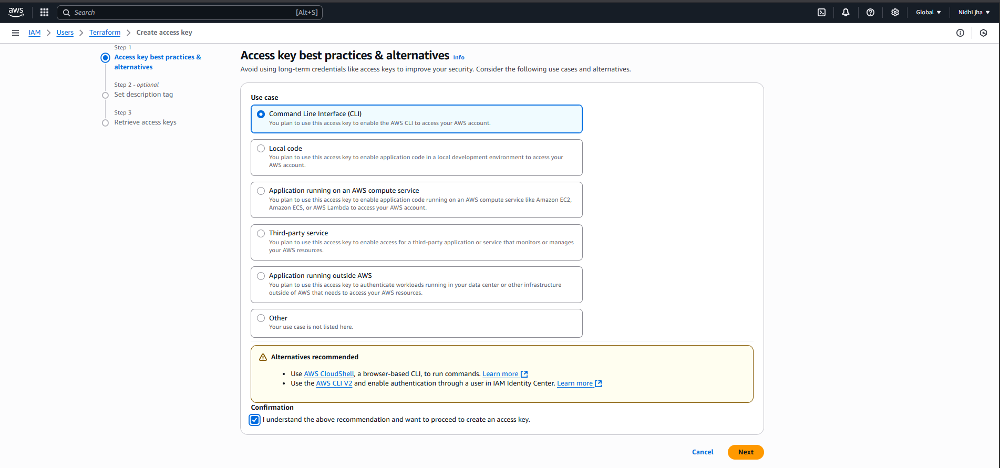 aws
Search
[Alt+S]
Global
Nidhi jha
IAM
Users
Terraform
Create access key
Step 1
Access key best practices &
alternatives
Step 2 - optional
Set description tag
Step 3
Retrieve access keys
Access key best practices & alternatives Info
Avoid using long-term credentials like access keys to improve your security. Consider the following use cases and alternatives.
Use case
Command Line Interface (CLI)
You plan to use this access key to enable the AWS CLI to access your AWS account.
Local code
You plan to use this access key to enable application code in a local development environment to access your
AWS account.
Application running on an AWS compute service
You plan to use this access key to enable application code running on an AWS compute service like Amazon EC2,
Amazon ECS, or AWS Lambda to access your AWS account.
Third-party service
You plan to use this access key to enable access for a third-party application or service that monitors or manages
your AWS resources.
Application running outside AWS
You plan to use this access key to authenticate workloads running in your data center or other infrastructure
outside of AWS that needs to access your AWS resources.
Other
Your use case is not listed here.
Alternatives recommended
• Use AWS CloudShell, a browser-based CLI, to run commands. Learn more
• Use the AWS CLI V2 and enable authentication through a user in IAM Identity Center. Learn more
Confirmation
I understand the above recommendation and want to proceed to create an access key.
Cancel
Next